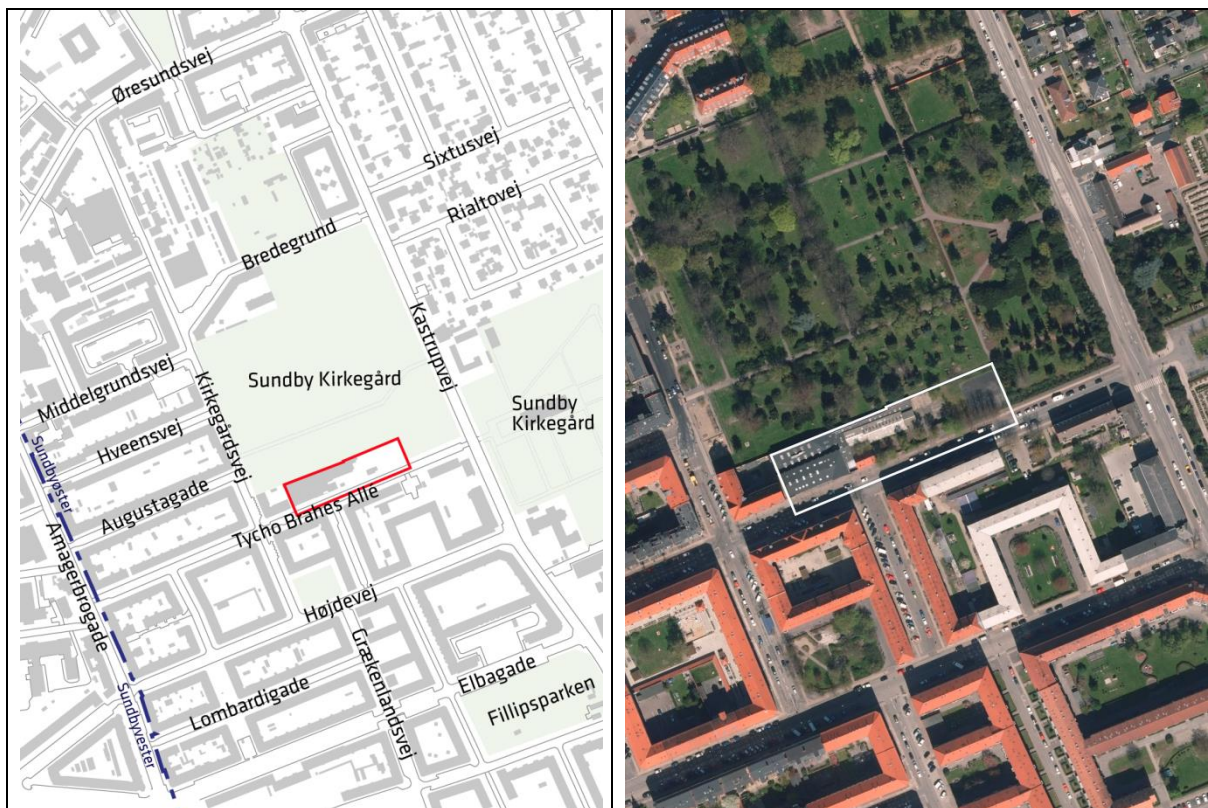 Øresundsvej
Sixtusvej
Rialtovej
Bredegrund
Kastrupvej
Middelgrundsvej
Kirkegårdsvej
Sundby Kirkegård
Sundby
Kirkegård
Hveensvej
Sundbyøster
Augustagade
Tycho Brahes Allé
Amagerbrogade
Højdevej
Grækenlandsvej
Elbagade
Lombardigade
Fillipsparken
Sundbyvester